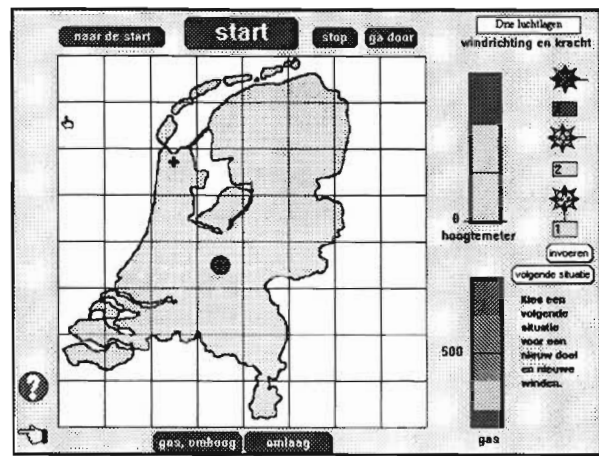 naar de start
start
stop
ga door
Drie luchtlagen
windrichting en kracht
2
0
1
hoogtemeter
invoeren
volgende situatie
Kies een
volgende
situatie
voor een
nieuw doel
en nieuwe
winden.
500
?
gas, omhoog
omlaag
gas